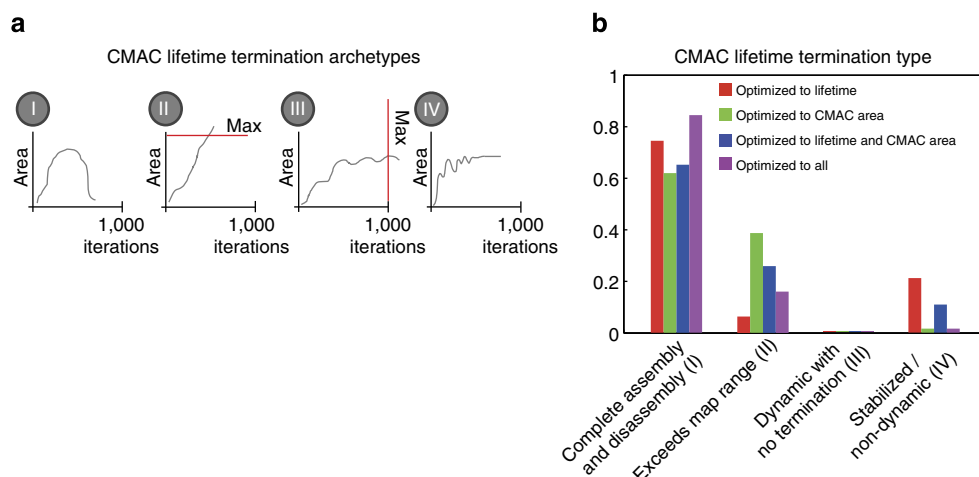 a
CMAC lifetime termination archetypes
I
II
III
IV
Area
Max
Area
Max
Area
Area
1,000
iterations
1,000
iterations
1,000
iterations
1,000
iterations
b
CMAC lifetime termination type
1
0.8
0.6
0.4
0.2
0
Optimized to lifetime
Optimized to CMAC area
Optimized to lifetime and CMAC area
Optimized to all
Complete assembly
and disassembly (I)
Exceeds map range (II)
Dynamic with
no termination (III)
Stabilized /
non-dynamic (IV)